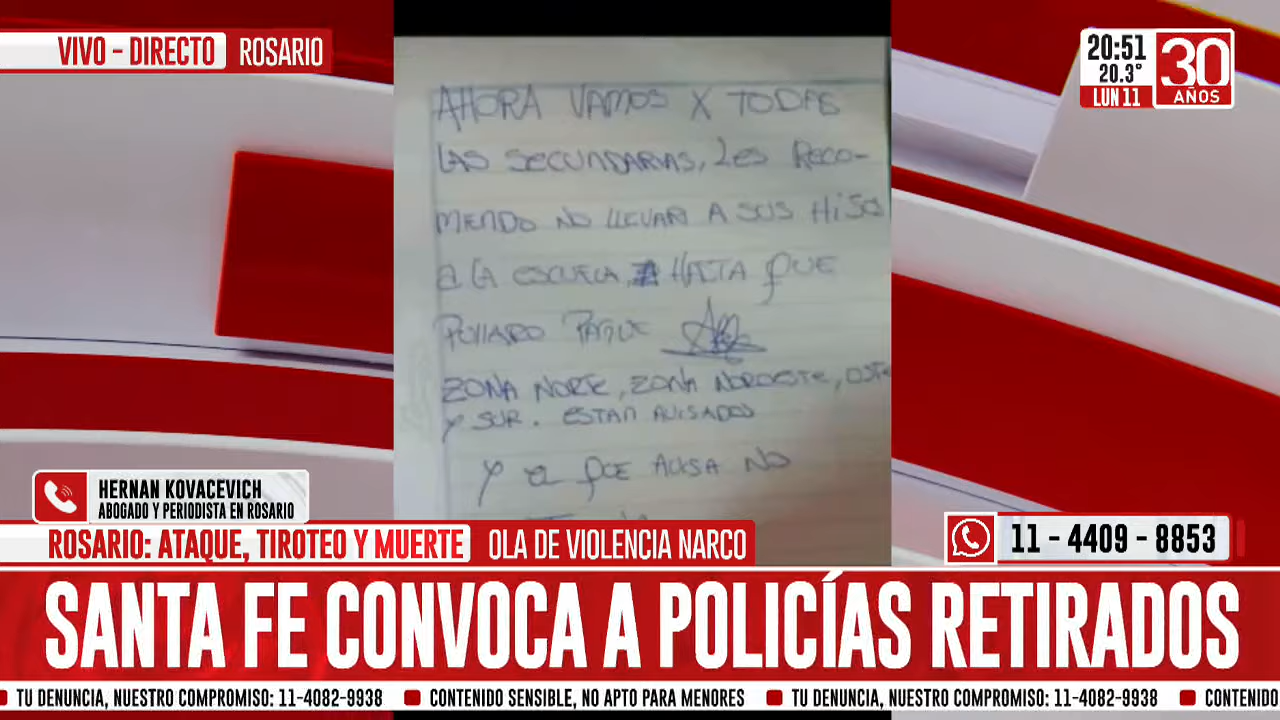 VIVO - DIRECTO ROSARIO
20:51
20.3°
LUN 11
30
AÑOS
AHORA VAMOS X TODAS
LAS SECUNDARIAS, LES RECO-
MIENDO NO LLEVAR A SUS HIJOS
A LA ESCUELA, HASTA QUE
PULLARO PAGUE
ZONA NORTE, ZONA NOROESTE, OSTE
Y SUR. ESTAN AVISADOS
Y EL QUE AVISA NO
HERNAN KOVACEVICH
ABOGADO Y PERIODISTA EN ROSARIO
ROSARIO: ATAQUE, TIROTEO Y MUERTE OLA DE VIOLENCIA NARCO
11 - 4409 - 8853
SANTA FE CONVOCA A POLICÍAS RETIRADOS
TU DENUNCIA, NUESTRO COMPROMISO: 11-4082-9938 CONTENIDO SENSIBLE, NO APTO PARA MENORES TU DENUNCIA, NUESTRO COMPROMISO: 11-4082-9938 CONTENIDO